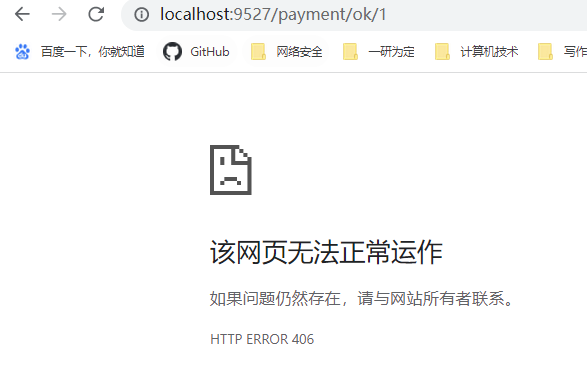 localhost:9527/payment/ok/1
百度一下，你就知道 GitHub 网络安全 一研为定 计算机技术 写作
该网页无法正常运作
如果问题仍然存在，请与网站所有者联系。
HTTP ERROR 406